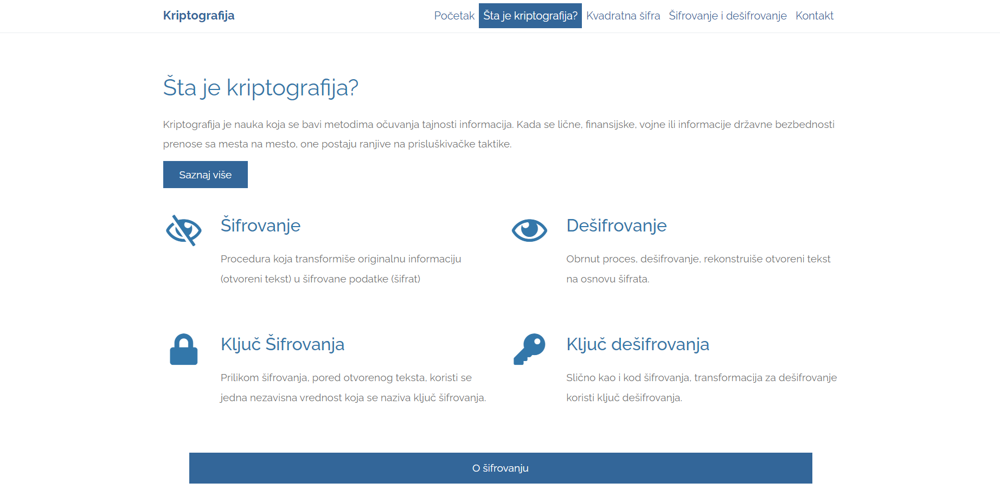 Kriptografija
Početak Šta je kriptografija? Kvadratna šifra Šifrovanje i dešifrovanje Kontakt
Šta je kriptografija?
Kriptografija je nauka koja se bavi metodima očuvanja tajnosti informacija. Kada se lične, finansijske, vojne ili informacije državne bezbednosti
prenose sa mesta na mesto, one postaju ranjive na prisluškivačke taktike.
Saznaj više
Šifrovanje
Procedura koja transformiše originalnu informaciju
(otvoreni tekst) u šifrovane podatke (šifrat)
Dešifrovanje
Obrnut proces, dešifrovanje, rekonstruiše otvoreni tekst
na osnovu šifrata.
Ključ Šifrovanja
Prilikom šifrovanja, pored otvorenog teksta, koristi se
jedna nezavisna vrednost koja se naziva ključ šifrovanja.
Ključ dešifrovanja
Slično kao i kod šifrovanja, transformacija za dešifrovanje
koristi ključ dešifrovanja.
O šifrovanju